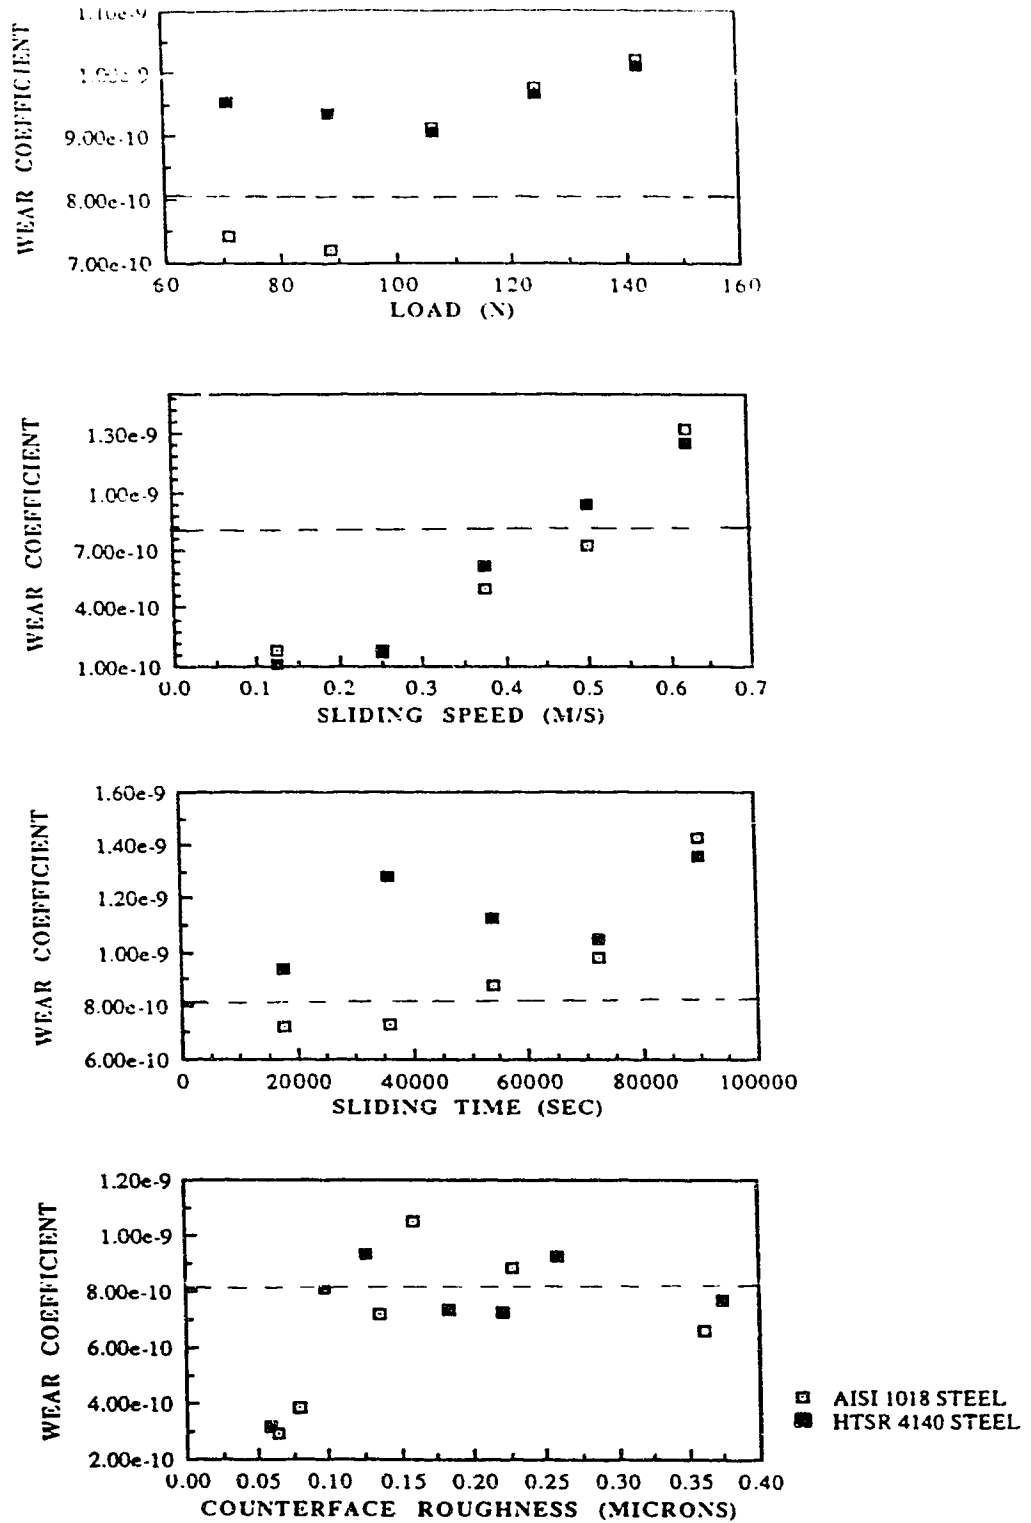 1.10e-9
1.00e-9
9.00e-10
8.00e-10
7.00e-10
60 80 100 120 140 160
LOAD (N)
WEAR COEFFICIENT
1.30e-9
1.00e-9
7.00e-10
4.00e-10
1.00e-10
0.0 0.1 0.2 0.3 0.4 0.5 0.6 0.7
SLIDING SPEED (M/S)
WEAR COEFFICIENT
1.60e-9
1.40e-9
1.20e-9
1.00e-9
8.00e-10
6.00e-10
0 20000 40000 60000 80000 100000
SLIDING TIME (SEC)
WEAR COEFFICIENT
1.20e-9
1.00e-9
8.00e-10
6.00e-10
4.00e-10
2.00e-10
0.00 0.05 0.10 0.15 0.20 0.25 0.30 0.35 0.40
COUNTERFACE ROUGHNESS (MICRONS)
WEAR COEFFICIENT
AISI 1018 STEEL
HTSR 4140 STEEL